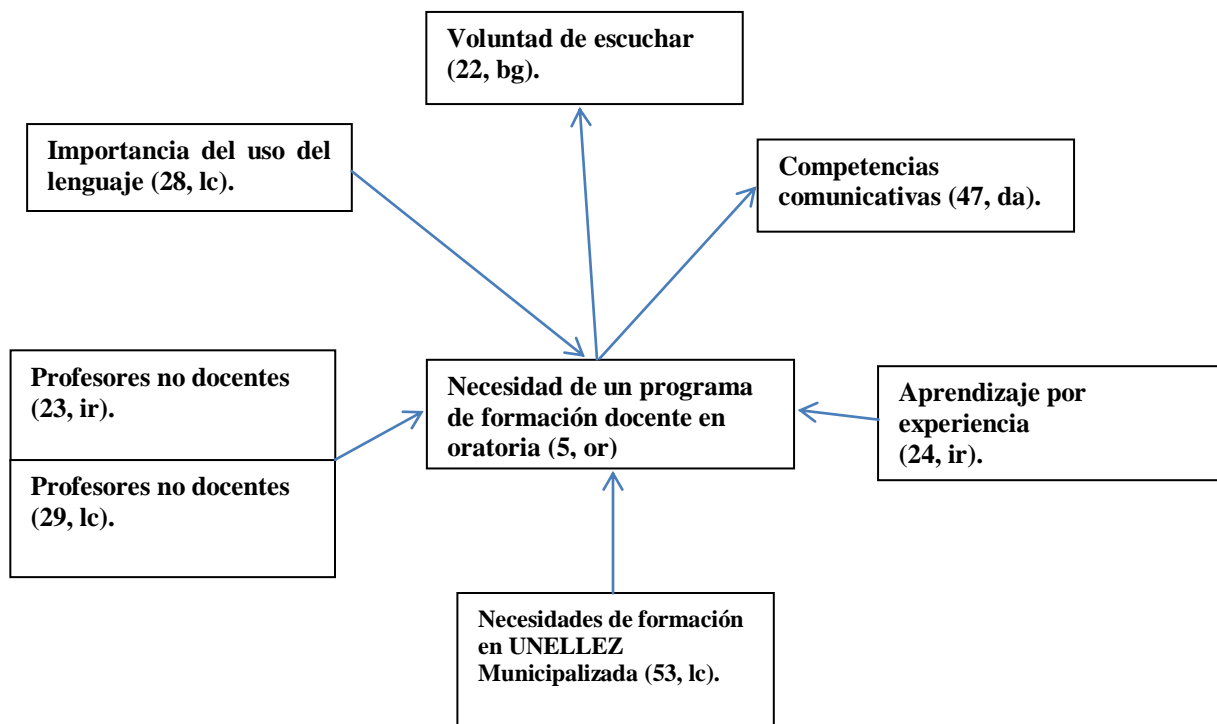 Voluntad de escuchar
(22, bg).
Importancia del uso del
lenguaje (28, lc).
Competencias
comunicativas (47, da).
Profesores no docentes
(23, ir).
Necesidad de un programa
de formación docente en
oratoria (5, or)
Aprendizaje por
experiencia
(24, ir).
Profesores no docentes
(29, lc).
Necesidades de formación
en UNELLEZ
Municipalizada (53, lc).